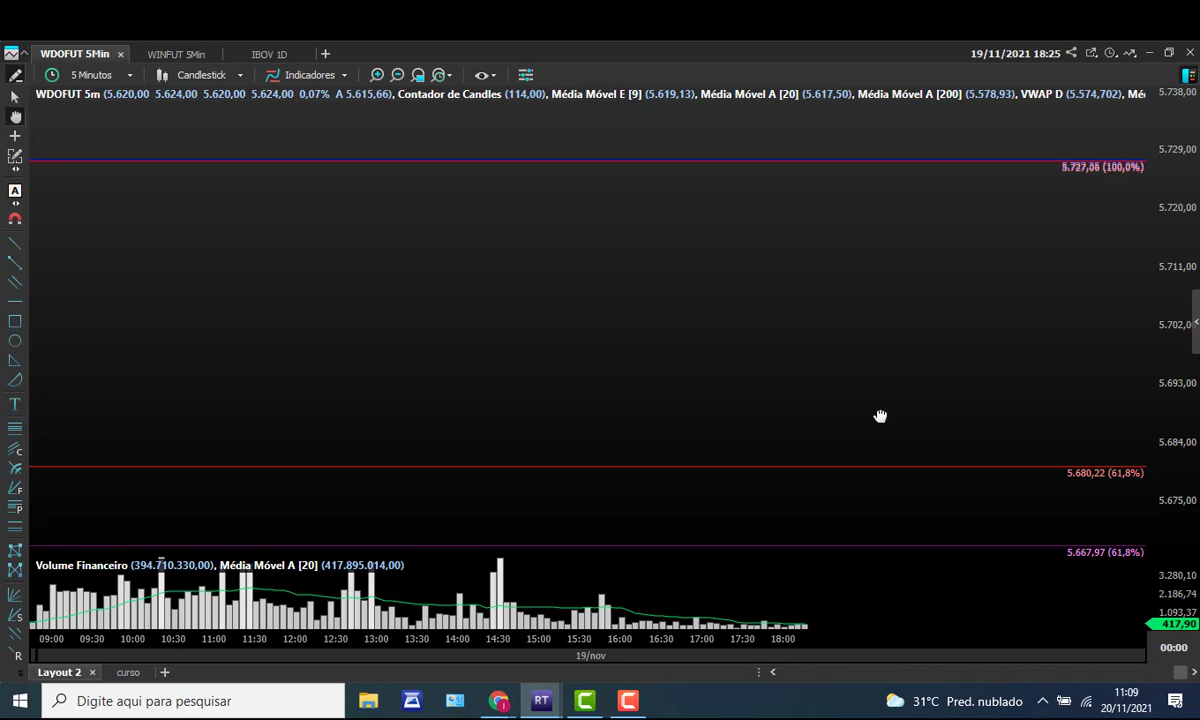 WDOFUT 5Min × WINFUT 5Min IBOV 1D + 19/11/2021 18:25
5 Minutos Candlestick Indicadores
WDOFUT 5m (5.620,00 5.624,00 5.620,00 5.624,00 0,07% A 5.615,66), Contador de Candles (114,00), Média Móvel E [9] (5.619,13), Média Móvel A [20] (5.617,50), Média Móvel A [200] (5.578,93), VWAP D (5.574,702), Mé
5.738,00
A
5.729,00
(100,0%)
5.720,00
5.711,00
5.702,00
5.693,00
T
5.684,00
C
5.680,22 (61,8%)
F
5.675,00
P
5.667,97 (61,8%)
Volume Financeiro (394.710.330,00), Média Móvel A [20] (417.895.014,00)
3.280,10
2.186,74
1.093,37
S
417,90
09:00 09:30 10:00 10:30 11:00 11:30 12:00 12:30 13:00 13:30 14:00 14:30 15:00 15:30 16:00 16:30 17:00 17:30 18:00
00:00
R
19/nov
Layout 2 × curso +
Digite aqui para pesquisar
RT
31°C Pred. nublado
11:09
20/11/2021